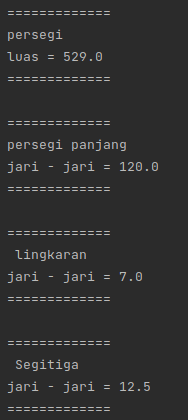 =============
persegi
luas = 529.0
=============

=============
persegi panjang
jari - jari = 120.0
=============

=============
 lingkaran
jari - jari = 7.0
=============

=============
 Segitiga
jari - jari = 12.5
=============